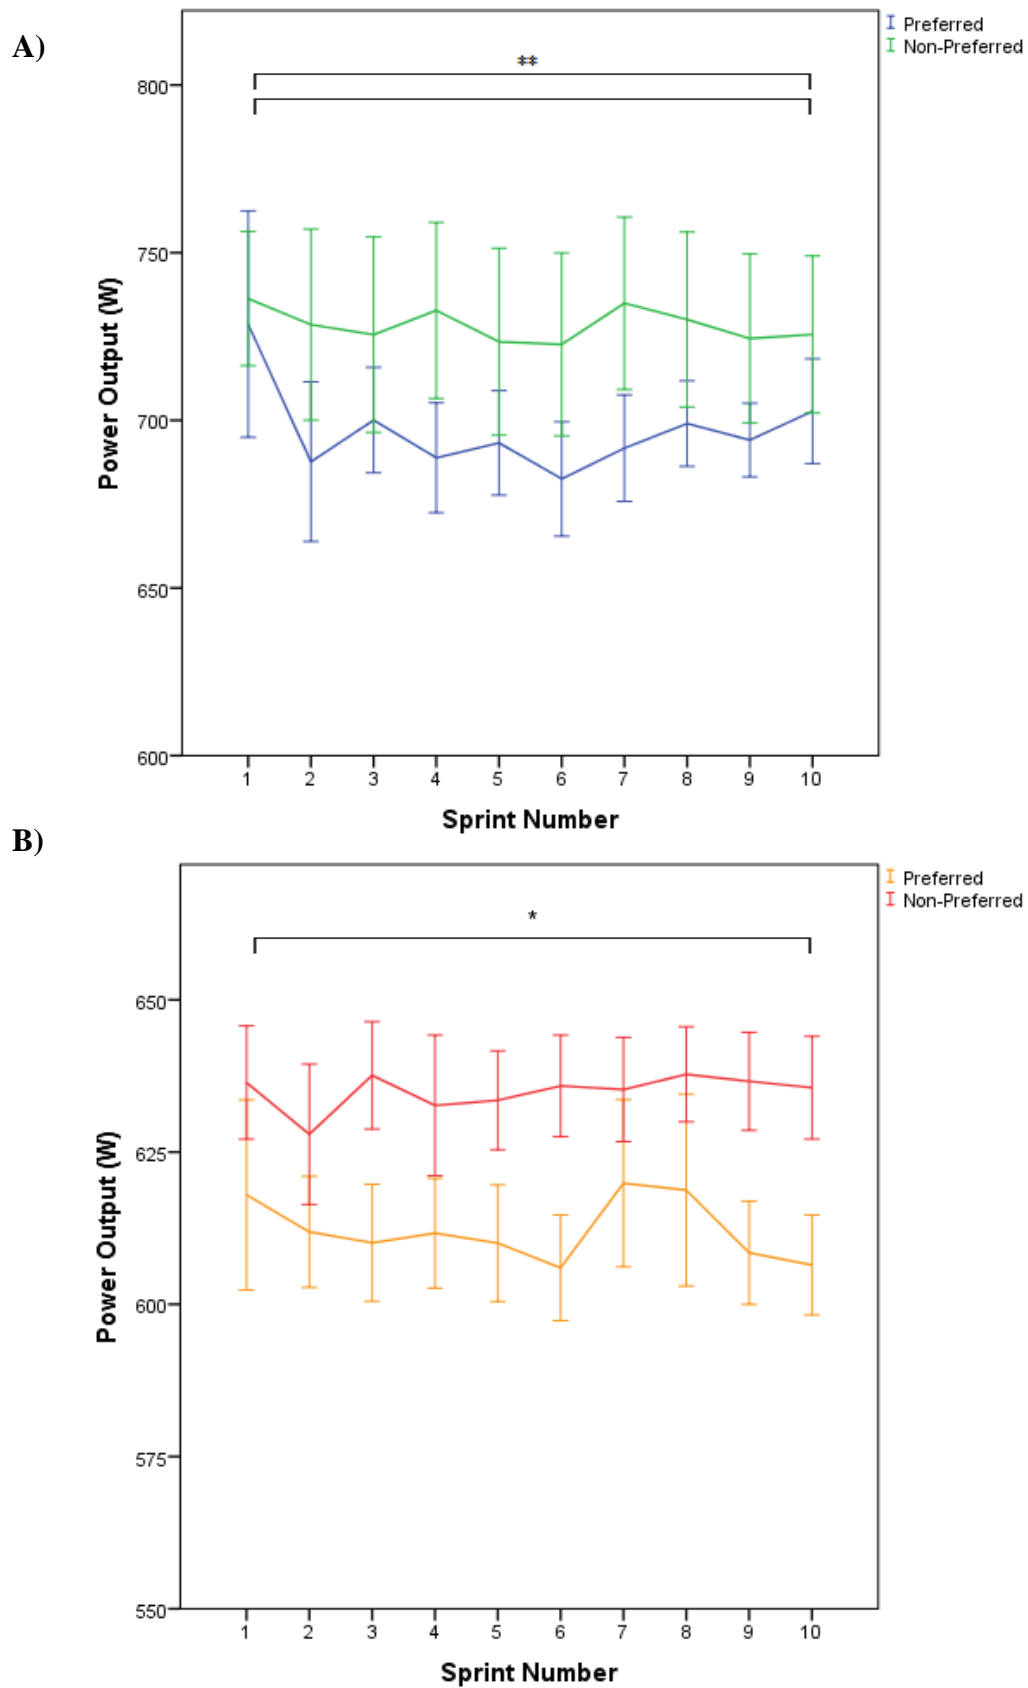 A)
Preferred
Non-Preferred
**
800
750
700
650
600
Power Output (W)
1 2 3 4 5 6 7 8 9 10
Sprint Number
B)
Preferred
Non-Preferred
*
650
625
600
575
550
Power Output (W)
1 2 3 4 5 6 7 8 9 10
Sprint Number